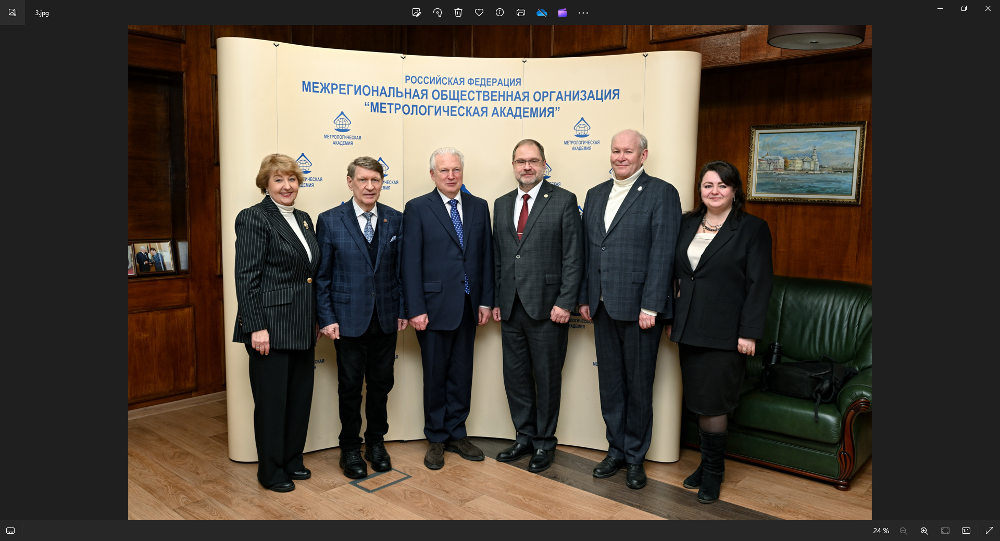 3.jpg
РОССИЙСКАЯ ФЕДЕРАЦИЯ
МЕЖРЕГИОНАЛЬНАЯ ОБЩЕСТВЕННАЯ ОРГАНИЗАЦИЯ
“МЕТРОЛОГИЧЕСКАЯ АКАДЕМИЯ”
МЕТРОЛОГИЧЕСКАЯ
АКАДЕМИЯ
МЕТРОЛОГИЧЕСКАЯ
АКАДЕМИЯ
24 %